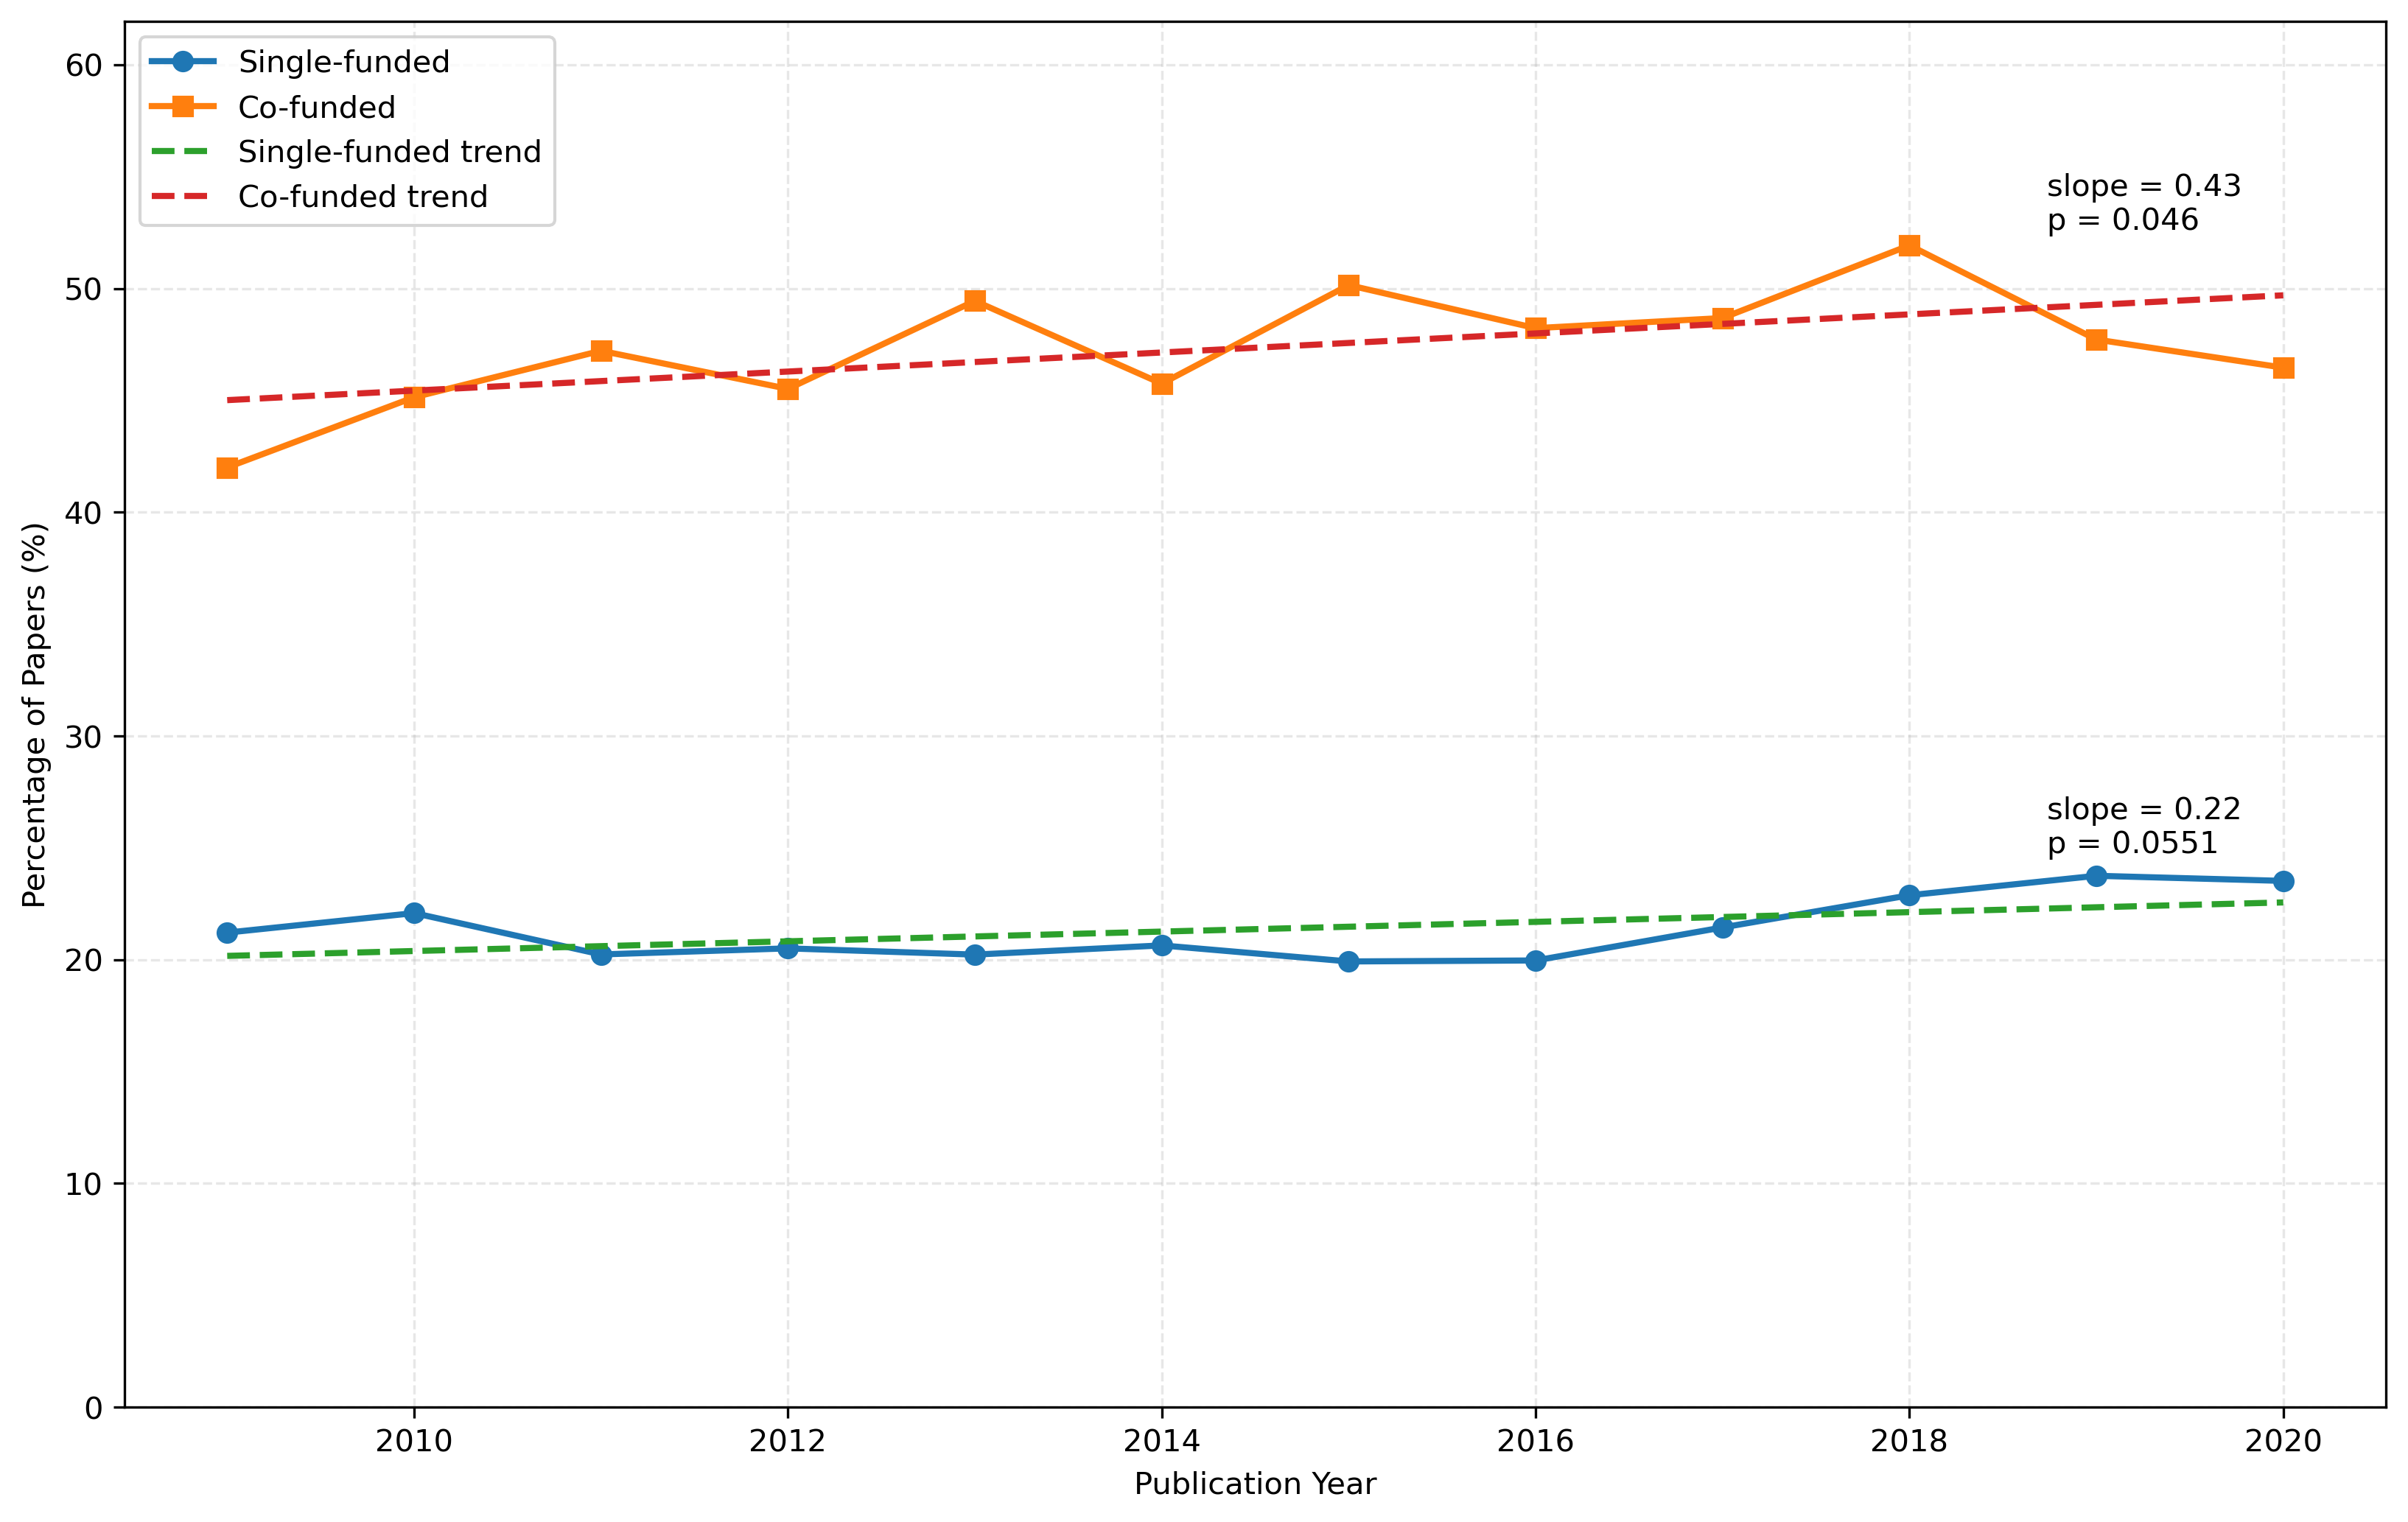 Single-funded
Co-funded
Single-funded trend
Co-funded trend
slope = 0.43
p = 0.046
slope = 0.22
p = 0.0551
Percentage of Papers (%)
60
50
40
30
20
10
0
2010 2012 2014 2016 2018 2020
Publication Year